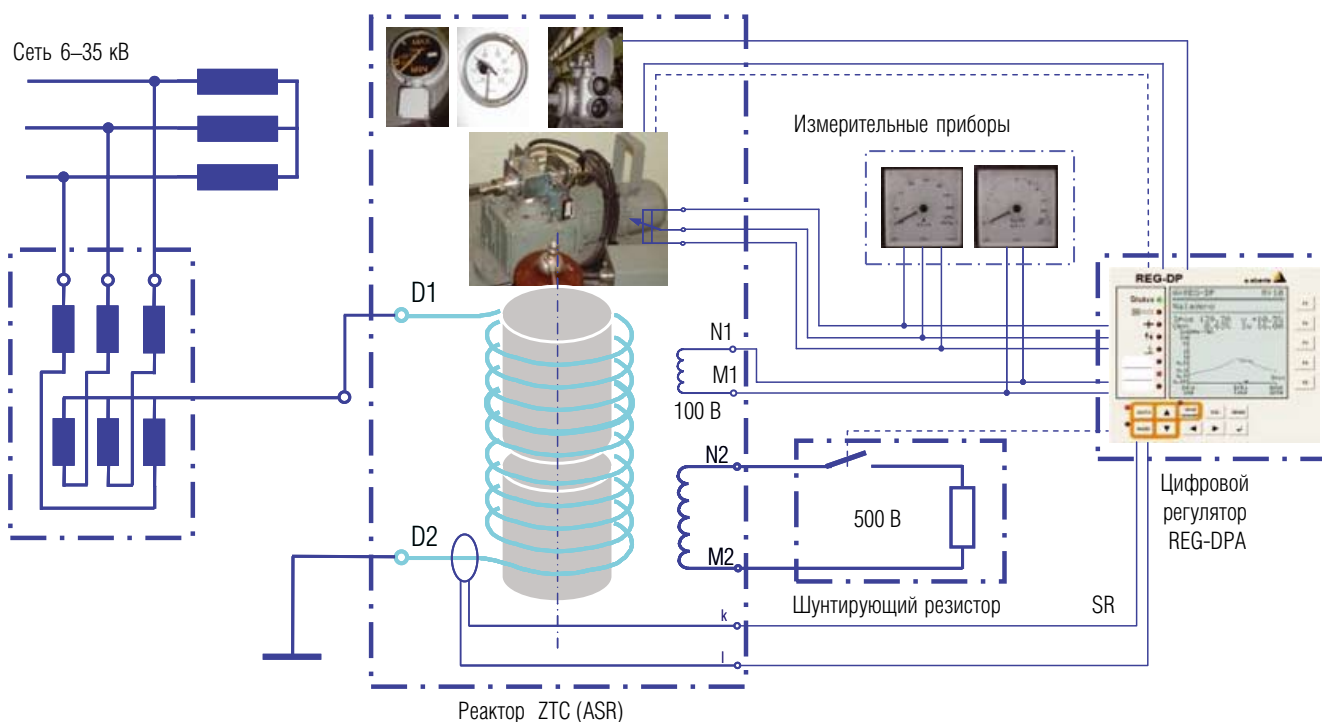 Сеть 6–35 кВ
Измерительные приборы
REG-DP
Status
D1
N1
M1
100 В
N2
500 В
M2
D2
Цифровой
регулятор
REG-DPA
Шунтирующий резистор
SR
k
l
Реактор ZTC (ASR)